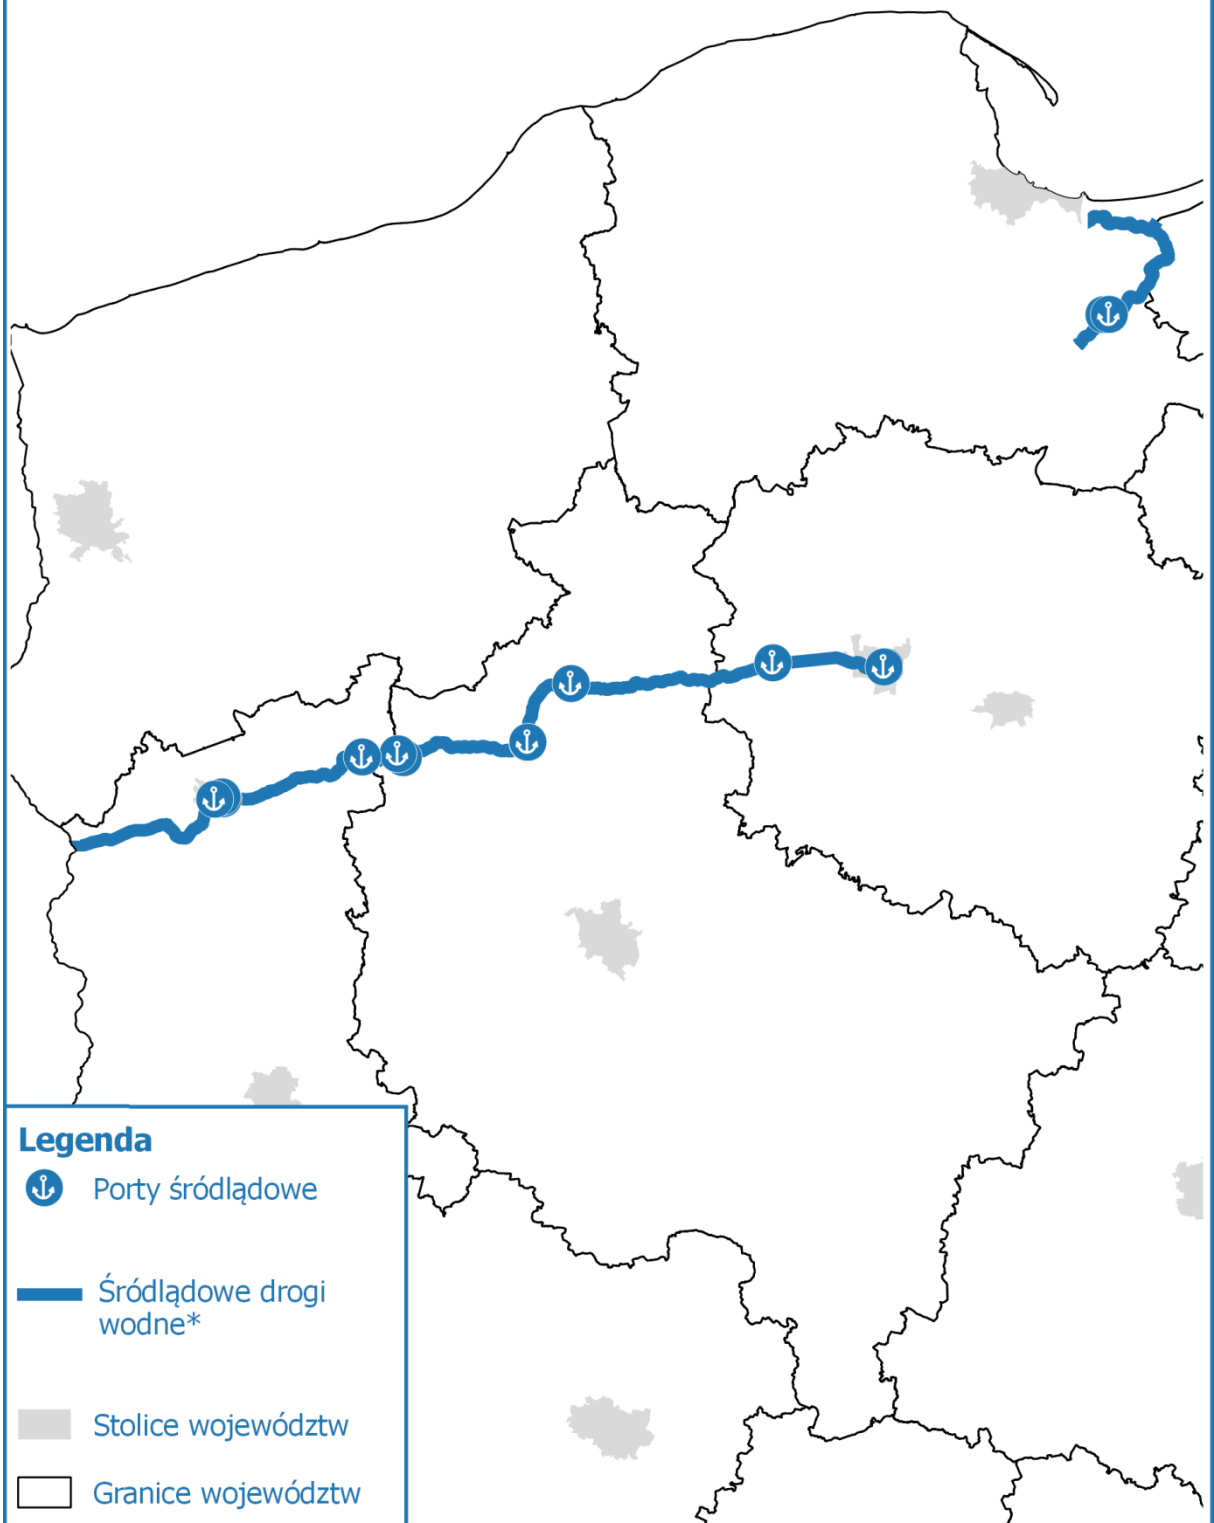 Legenda
Porty śródlądowe
Śródlądowe drogi
wodne*
Stolice województw
Granice województw